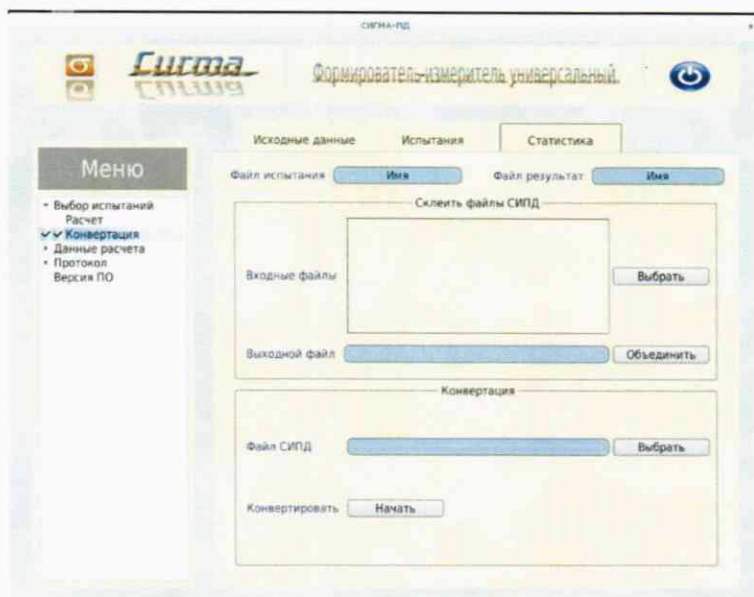 СИГМА-ПД
σ Сигма Формирователь-измеритель универсальный.
Исходные данные Испытания Статистика
Меню
Файл испытания Имя Файл результат Имя
Выбор испытаний
Расчет
Конвертация
Данные расчета
Протокол
Версия ПО
Склеить файлы СИПД
Входные файлы Выбрать
Выходной файл Объединить
Конвертация
Файл СИПД Выбрать
Конвертировать Начать